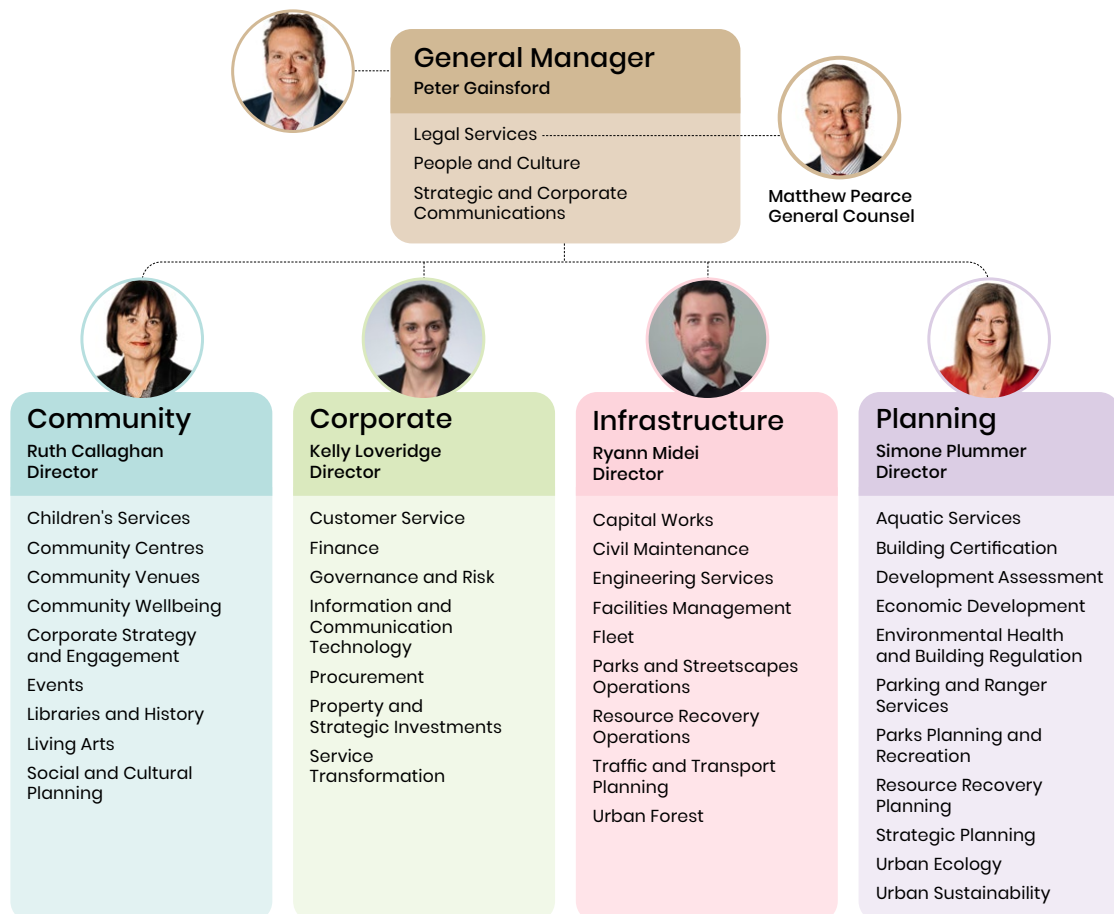 General Manager
Peter Gainsford
Legal Services
People and Culture
Strategic and Corporate
Communications
Matthew Pearce
General Counsel
Community
Ruth Callaghan
Director
Children's Services
Community Centres
Community Venues
Community Wellbeing
Corporate Strategy
and Engagement
Events
Libraries and History
Living Arts
Social and Cultural
Planning
Corporate
Kelly Loveridge
Director
Customer Service
Finance
Governance and Risk
Information and
Communication
Technology
Procurement
Property and
Strategic Investments
Service
Transformation
Infrastructure
Ryann Midei
Director
Capital Works
Civil Maintenance
Engineering Services
Facilities Management
Fleet
Parks and Streetscapes
Operations
Resource Recovery
Operations
Traffic and Transport
Planning
Urban Forest
Planning
Simone Plummer
Director
Aquatic Services
Building Certification
Development Assessment
Economic Development
Environmental Health
and Building Regulation
Parking and Ranger
Services
Parks Planning and
Recreation
Resource Recovery
Planning
Strategic Planning
Urban Ecology
Urban Sustainability